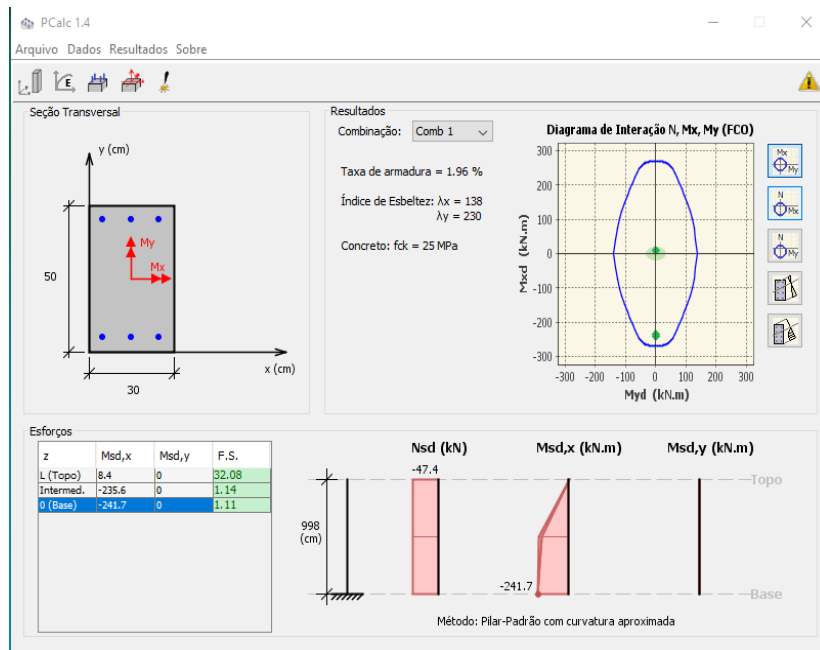 PCalc 1.4
Arquivo Dados Resultados Sobre
Seção Transversal
y (cm)
My
Mx
50
x (cm)
30
Resultados
Combinação: Comb 1
Taxa de armadura = 1.96 %
Índice de Esbeltez: λx = 138
λy = 230
Concreto: fck = 25 MPa
Diagrama de Interação N, Mx, My (FCO)
Mxd (kN.m)
300
200
100
0
-100
-200
-300
-300 -200 -100 0 100 200 300
Myd (kN.m)
Mx
My
N
Mx
N
My
Esforços
z Msd,x Msd,y F.S.
L (Topo) 8.4 0 32.08
Intermed. -235.6 0 1.14
0 (Base) -241.7 0 1.11
Nsd (kN) Msd,x (kN.m) Msd,y (kN.m)
-47.4
Topo
998
(cm)
-241.7
Base
Método: Pilar-Padrão com curvatura aproximada